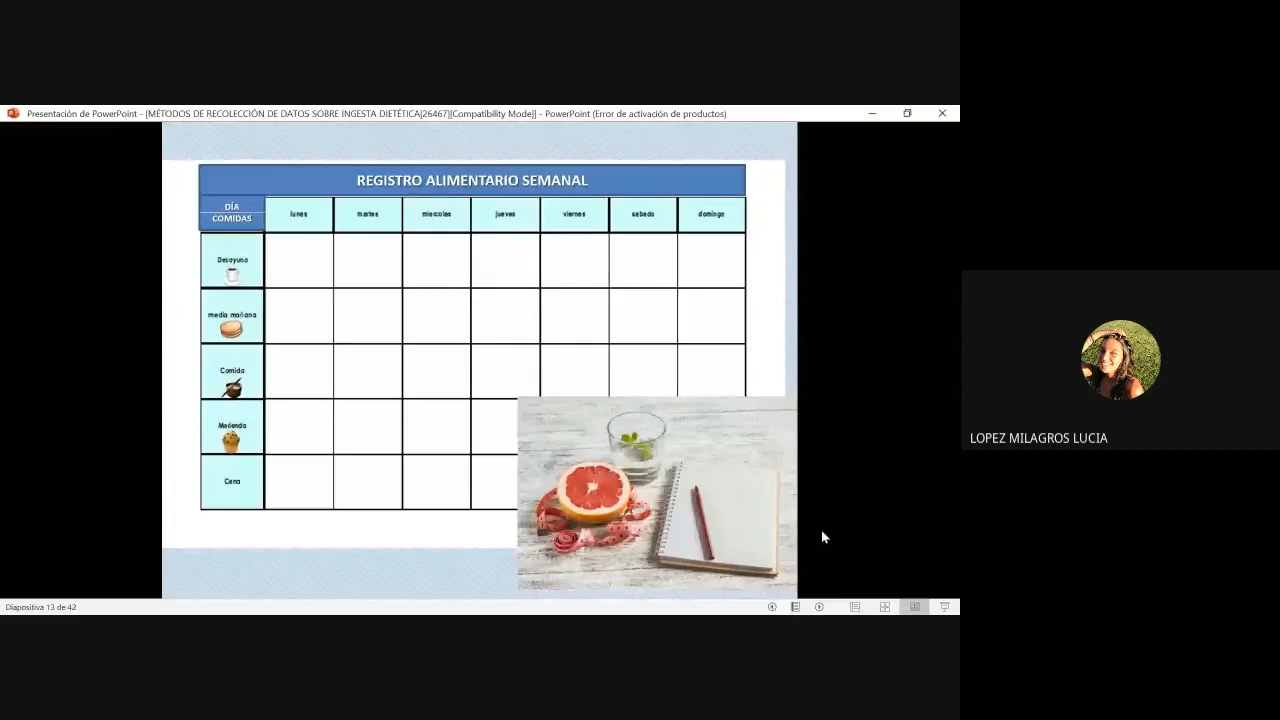 Presentación de PowerPoint - [MÉTODOS DE RECOLECCIÓN DE DATOS SOBRE INGESTA DIETÉTICA[26467][Compatibility Mode]] - PowerPoint (Error de activación de productos)
REGISTRO ALIMENTARIO SEMANAL
DÍA
COMIDAS
lunes
martes
miercoles
jueves
viernes
sabado
domingo
Desayuno
media mañana
Comida
Merienda
Cena
LOPEZ MILAGROS LUCIA
Diapositiva 13 de 42